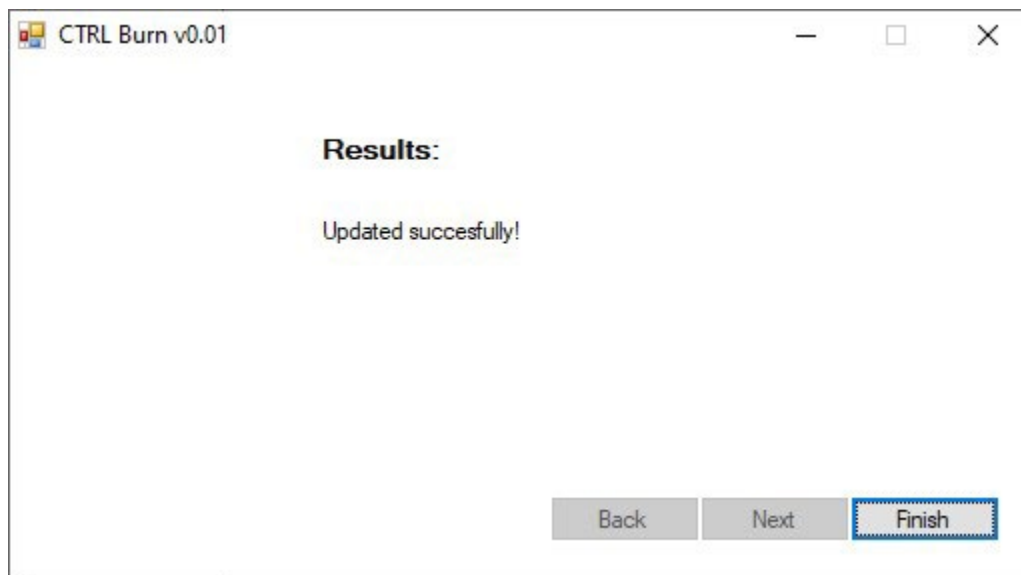 CTRL Burn v0.01
Results:
Updated succesfully!
Back Next Finish